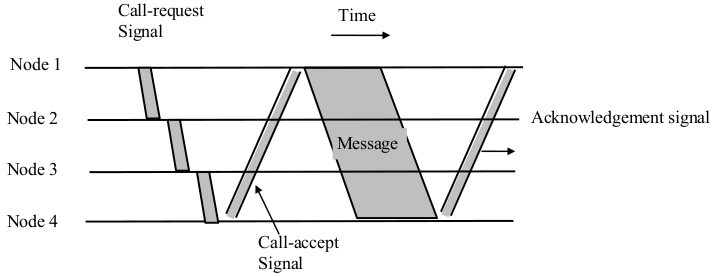 Call-request
Signal
Time
Node 1
Node 2
Acknowledgement signal
Message
Node 3
Node 4
Call-accept
Signal